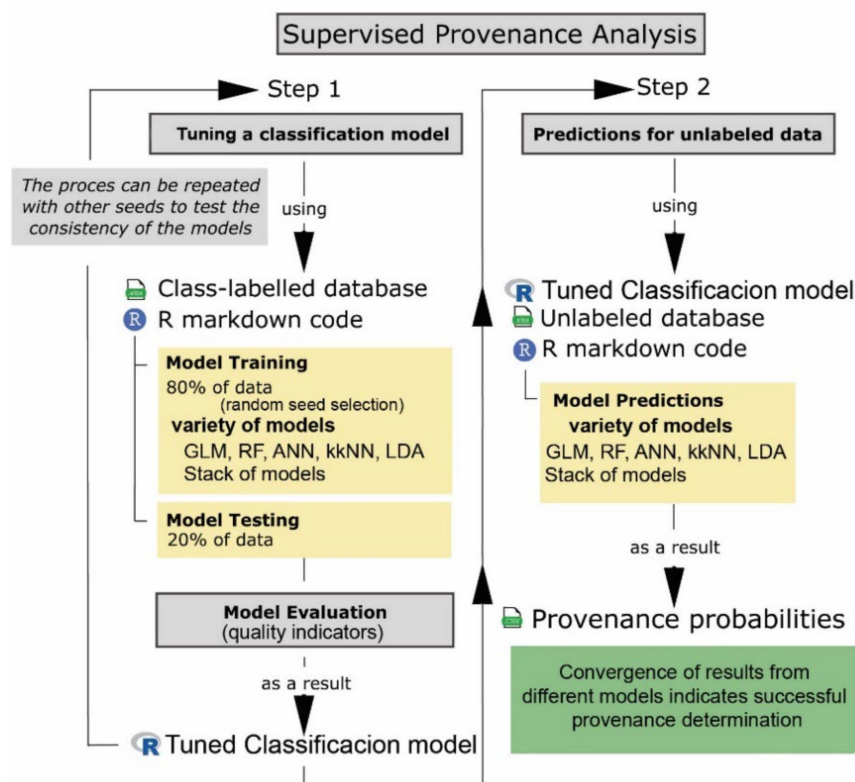 Supervised Provenance Analysis
Step 1
Tuning a classification model
The proces can be repeated
with other seeds to test the
consistency of the models
using
Class-labelled database
R markdown code
Model Training
80% of data
(random seed selection)
variety of models
GLM, RF, ANN, kkNN, LDA
Stack of models
Model Testing
20% of data
Model Evaluation
(quality indicators)
as a result
R Tuned Classificacion model
Step 2
Predictions for unlabeled data
using
R Tuned Classificacion model
Unlabeled database
R R markdown code
Model Predictions
variety of models
GLM, RF, ANN, kkNN, LDA
Stack of models
as a result
CSV Provenance probabilities
Convergence of results from
different models indicates successful
provenance determination